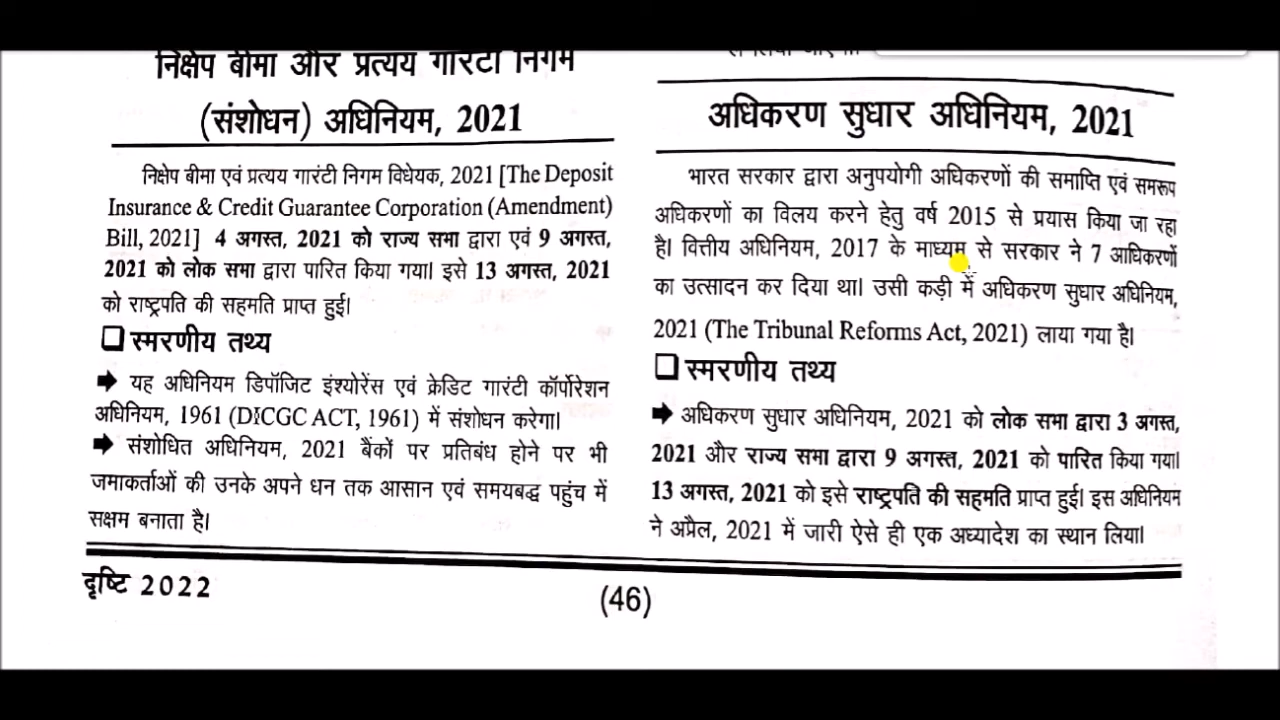 निक्षेप बीमा और प्रत्यय गारंटी निगम
(संशोधन) अधिनियम, 2021
निक्षेप बीमा एवं प्रत्यय गारंटी निगम विधेयक, 2021 [The Deposit
Insurance & Credit Guarantee Corporation (Amendment)
Bill, 2021] 4 अगस्त, 2021 को राज्य सभा द्वारा एवं 9 अगस्त,
2021 को लोक सभा द्वारा पारित किया गया। इसे 13 अगस्त, 2021
को राष्ट्रपति की सहमति प्राप्त हुई।
स्मरणीय तथ्य
यह अधिनियम डिपॉजिट इंश्योरेंस एवं क्रेडिट गारंटी कॉर्पोरेशन
अधिनियम, 1961 (DICGC ACT, 1961) में संशोधन करेगा।
संशोधित अधिनियम, 2021 बैंकों पर प्रतिबंध होने पर भी
जमाकर्ताओं की उनके अपने धन तक आसान एवं समयबद्ध पहुंच में
सक्षम बनाता है।
अधिकरण सुधार अधिनियम, 2021
भारत सरकार द्वारा अनुपयोगी अधिकरणों की समाप्ति एवं समरूप
अधिकरणों का विलय करने हेतु वर्ष 2015 से प्रयास किया जा रहा
है। वित्तीय अधिनियम, 2017 के माध्यम से सरकार ने 7 आधिकरणों
का उत्सादन कर दिया था। उसी कड़ी में अधिकरण सुधार अधिनियम,
2021 (The Tribunal Reforms Act, 2021) लाया गया है।
स्मरणीय तथ्य
अधिकरण सुधार अधिनियम, 2021 को लोक सभा द्वारा 3 अगस्त,
2021 और राज्य सभा द्वारा 9 अगस्त, 2021 को पारित किया गया।
13 अगस्त, 2021 को इसे राष्ट्रपति की सहमति प्राप्त हुई। इस अधिनियम
ने अप्रैल, 2021 में जारी ऐसे ही एक अध्यादेश का स्थान लिया।
दृष्टि 2022
(46)